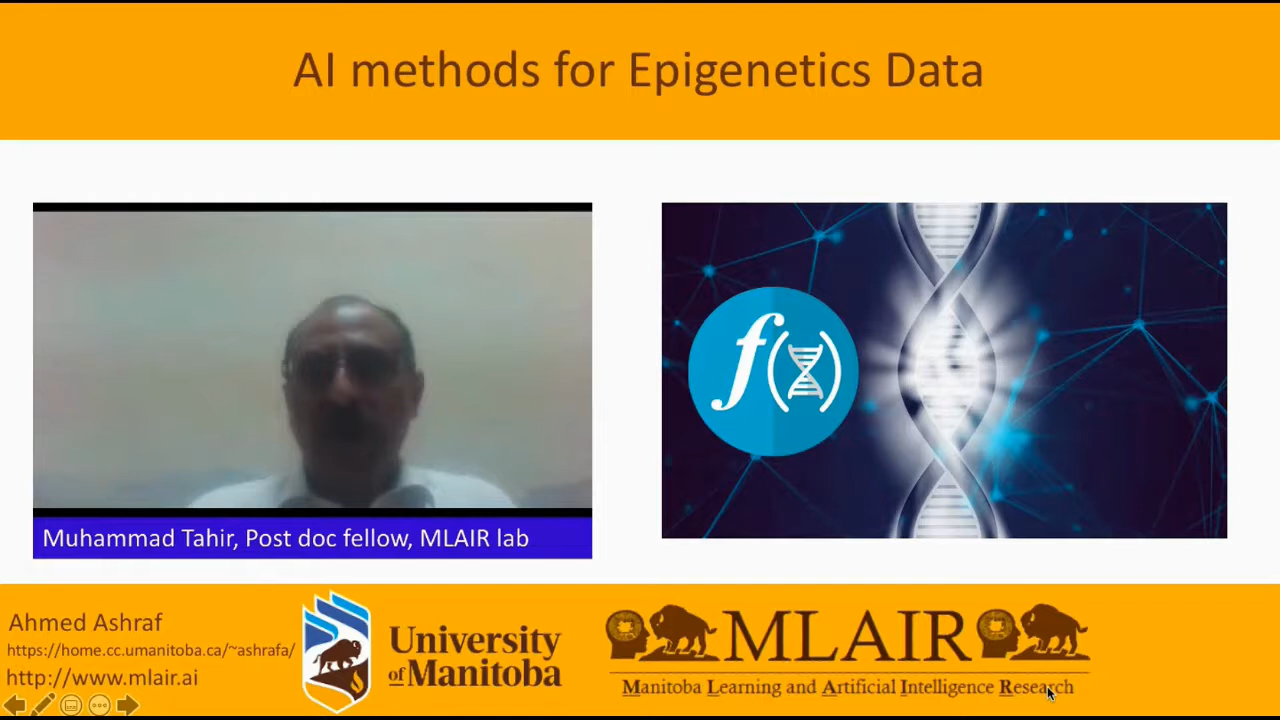 AI methods for Epigenetics Data
f( )
Muhammad Tahir, Post doc fellow, MLAIR lab
Ahmed Ashraf
https://home.cc.umanitoba.ca/~ashrafa/
http://www.mlair.ai
University
of Manitoba
MLAIR
Manitoba Learning and Artificial Intelligence Research